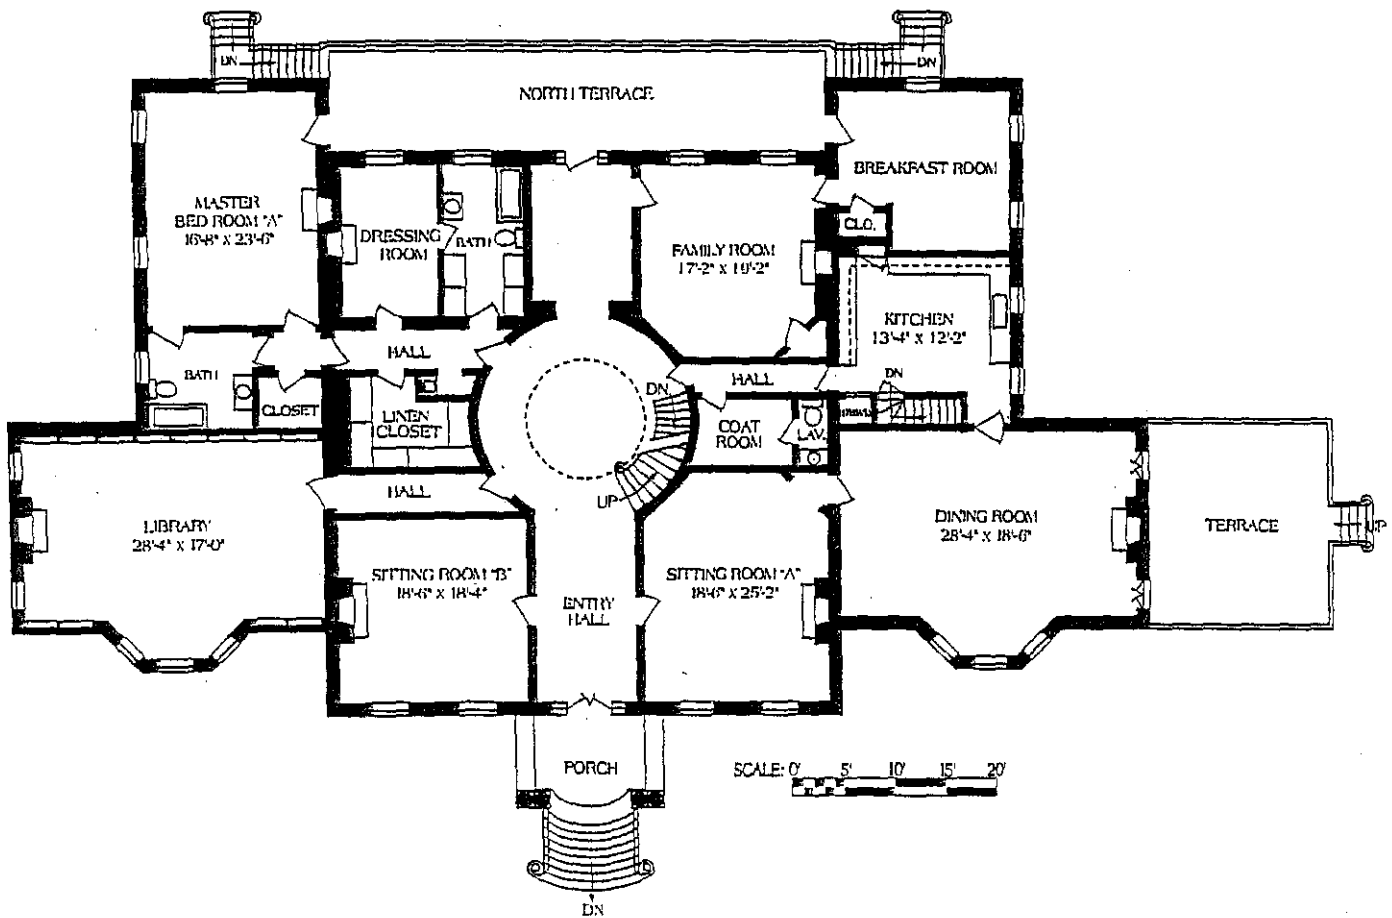 DN
DN
NORTH TERRACE
BREAKFAST ROOM
MASTER
BED ROOM "A"
16'-8" x 23'-6"
DRESSING
ROOM
BATH
CLO.
FAMILY ROOM
17'-2" x 19'-2"
KITCHEN
13'-4" x 12'-2"
HALL
BATH
CLOSET
LINEN
CLOSET
HALL
DN
DN
COAT
ROOM
LAV.
UP
HALL
LIBRARY
28'-4" x 17'-0"
DINING ROOM
28'-4" x 18'-6"
TERRACE
UP
SITTING ROOM "B"
18'-6" x 18'-4"
ENTRY
HALL
SITTING ROOM "A"
18'-6" x 25'-2"
PORCH
SCALE: 0' 5' 10' 15' 20'
DN